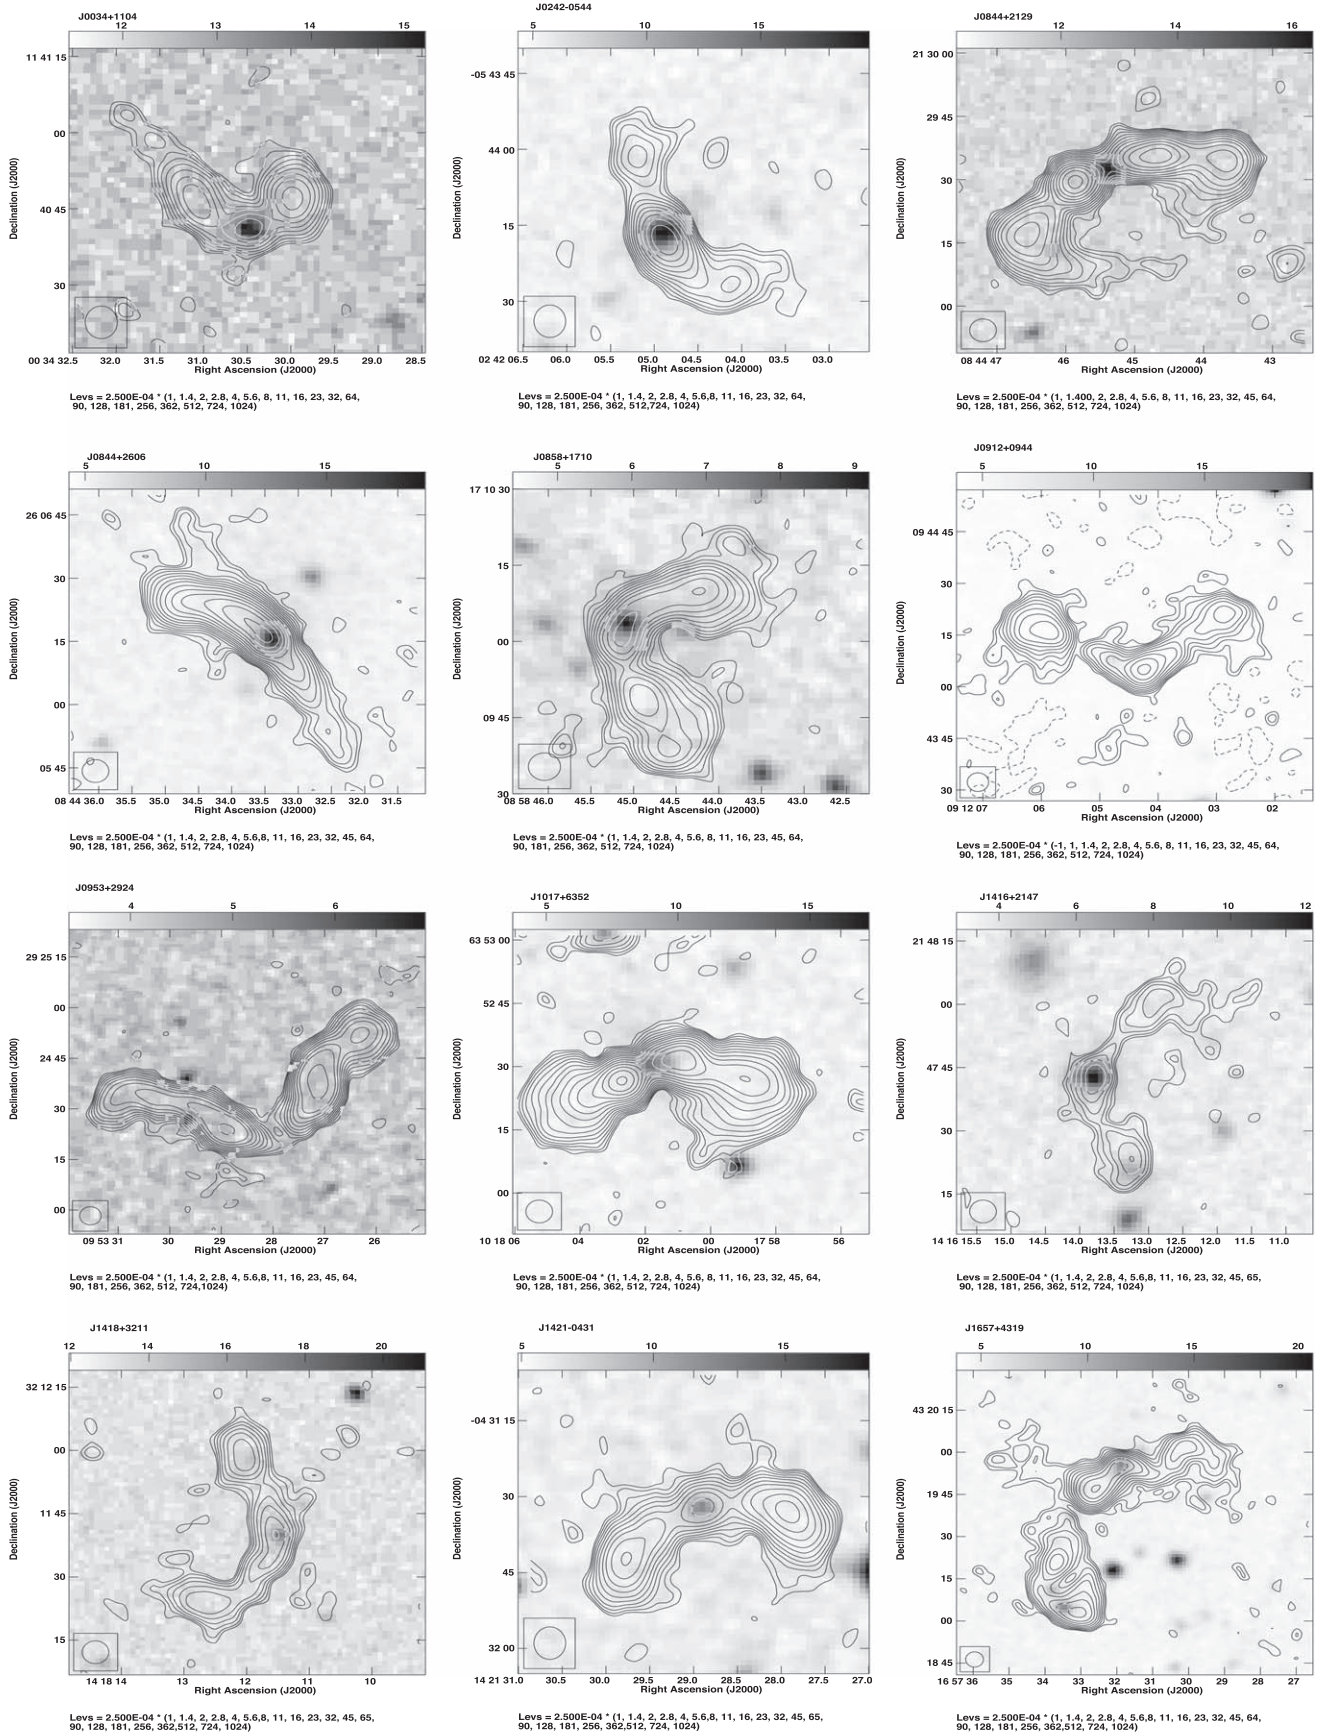 J0034+1104
12 13 14 15
Declination (J2000)
11 41 15
00
40 45
30
00 34 32.5 32.0 31.5 31.0 30.5 30.0 29.5 29.0 28.5
Right Ascension (J2000)
Levs = 2.500E-04 * (1, 1.4, 2, 2.8, 4, 5.6, 8, 11, 16, 23, 32, 64,
90, 128, 181, 256, 362, 512, 724, 1024)
J0242-0544
5 10 15
Declination (J2000)
-05 43 45
44 00
15
30
02 42 06.5 06.0 05.5 05.0 04.5 04.0 03.5 03.0
Right Ascension (J2000)
Levs = 2.500E-04 * (1, 1.4, 2, 2.8, 4, 5.6,8, 11, 16, 23, 32, 64,
90, 128, 181, 256, 362, 512,724, 1024)
J0844+2129
12 14 16
Declination (J2000)
21 30 00
29 45
30
15
00
08 44 47 46 45 44 43
Right Ascension (J2000)
Levs = 2.500E-04 * (1, 1.400, 2, 2.8, 4, 5.6, 8, 11, 16, 23, 32, 45, 64,
90, 128, 181, 256, 362, 512, 724, 1024)
J0844+2606
5 10 15
Declination (J2000)
26 06 45
30
15
00
05 45
08 44 36.0 35.5 35.0 34.5 34.0 33.5 33.0 32.5 32.0 31.5
Right Ascension (J2000)
Levs = 2.500E-04 * (1, 1.4, 2, 2.8, 4, 5.6,8, 11, 16, 23, 32, 45, 64,
90, 128, 181, 256, 362, 512, 724, 1024)
J0858+1710
5 6 7 8 9
Declination (J2000)
17 10 30
15
00
09 45
30
08 58 46.0 45.5 45.0 44.5 44.0 43.5 43.0 42.5
Right Ascension (J2000)
Levs = 2.500E-04 * (1, 1.4, 2, 2.8, 4, 5.6, 8, 11, 16, 23, 45, 64,
90, 181, 256, 362, 512, 724, 1024)
J0912+0944
5 10 15
Declination (J2000)
09 44 45
30
15
00
43 45
30
09 12 07 06 05 04 03 02
Right Ascension (J2000)
Levs = 2.500E-04 * (-1, 1, 1.4, 2, 2.8, 4, 5.6, 8, 11, 16, 23, 32, 45, 64,
90, 128, 181, 256, 362, 512, 724, 1024)
J0953+2924
4 5 6
Declination (J2000)
29 25 15
00
24 45
30
15
00
09 53 31 30 29 28 27 26
Right Ascension (J2000)
Levs = 2.500E-04 * (1, 1.4, 2, 2.8, 4, 5.6,8, 11, 16, 23, 45, 64,
90, 181, 256, 362, 512, 724,1024)
J1017+6352
5 10 15
Declination (J2000)
63 53 00
52 45
30
15
00
10 18 06 04 02 00 17 58 56
Right Ascension (J2000)
Levs = 2.500E-04 * (1, 1.4, 2, 2.8, 4, 5.6, 8, 11, 16, 23, 32, 45, 64,
90, 128, 181, 256, 362, 512, 724, 1024)
J1416+2147
4 6 8 10 12
Declination (J2000)
21 48 15
00
47 45
30
15
14 16 15.5 15.0 14.5 14.0 13.5 13.0 12.5 12.0 11.5 11.0
Right Ascension (J2000)
Levs = 2.500E-04 * (1, 1.4, 2, 2.8, 4, 5.6,8, 11, 16, 23, 32, 45, 65,
90, 128, 181, 256, 362, 512, 724, 1024)
J1418+3211
12 14 16 18 20
Declination (J2000)
32 12 15
00
11 45
30
15
14 18 14 13 12 11 10
Right Ascension (J2000)
Levs = 2.500E-04 * (1, 1.4, 2, 2.8, 4, 5.6,8, 11, 16, 23, 32, 45, 65,
90, 128, 181, 256, 362,512, 724, 1024)
J1421-0431
5 10 15
Declination (J2000)
-04 31 15
30
45
32 00
14 21 31.0 30.5 30.0 29.5 29.0 28.5 28.0 27.5 27.0
Right Ascension (J2000)
Levs = 2.500E-04 * (1, 1.4, 2, 2.8, 4, 5.6,8, 11, 16, 23, 32, 45, 65,
90, 128, 181, 256, 362,512, 724, 1024)
J1657+4319
5 10 15 20
Declination (J2000)
43 20 15
00
19 45
30
15
00
18 45
16 57 36 35 34 33 32 31 30 29 28 27
Right Ascension (J2000)
Levs = 2.500E-04 * (1, 1.4, 2, 2.8, 4, 5.6,8, 11, 16, 23, 32, 45, 64,
90, 128, 181, 256, 362, 512, 724, 1024)